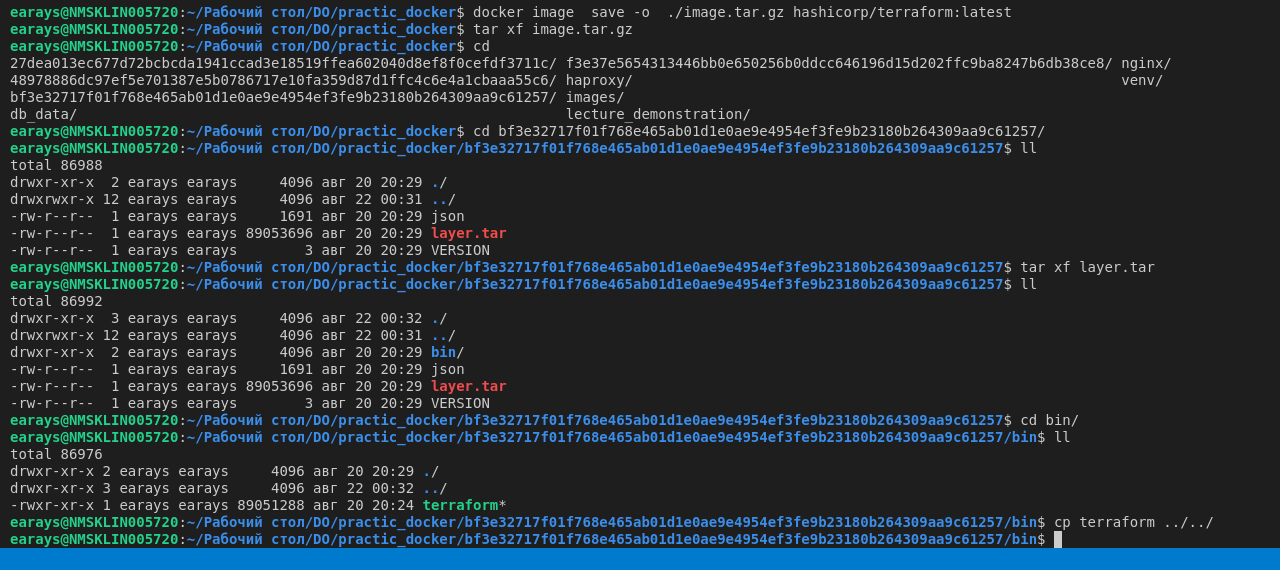 earays@NMSKLIN005720:~/Рабочий стол/DO/practic_docker$ docker image  save -o  ./image.tar.gz hashicorp/terraform:latest
earays@NMSKLIN005720:~/Рабочий стол/DO/practic_docker$ tar xf image.tar.gz
earays@NMSKLIN005720:~/Рабочий стол/DO/practic_docker$ cd
27dea013ec677d72bcbcda1941ccad3e18519ffea602040d8ef8f0cefdf3711c/ f3e37e5654313446bb0e650256b0ddcc646196d15d202ffc9ba8247b6db38ce8/ nginx/
48978886dc97ef5e701387e5b0786717e10fa359d87d1ffc4c6e4a1cbaaa55c6/ haproxy/ venv/
bf3e32717f01f768e465ab01d1e0ae9e4954ef3fe9b23180b264309aa9c61257/ images/
db_data/ lecture_demonstration/
earays@NMSKLIN005720:~/Рабочий стол/DO/practic_docker$ cd bf3e32717f01f768e465ab01d1e0ae9e4954ef3fe9b23180b264309aa9c61257/
earays@NMSKLIN005720:~/Рабочий стол/DO/practic_docker/bf3e32717f01f768e465ab01d1e0ae9e4954ef3fe9b23180b264309aa9c61257$ ll
total 86988
drwxr-xr-x  2 earays earays     4096 авг 20 20:29 ./
drwxrwxr-x 12 earays earays     4096 авг 22 00:31 ../
-rw-r--r--  1 earays earays     1691 авг 20 20:29 json
-rw-r--r--  1 earays earays 89053696 авг 20 20:29 layer.tar
-rw-r--r--  1 earays earays        3 авг 20 20:29 VERSION
earays@NMSKLIN005720:~/Рабочий стол/DO/practic_docker/bf3e32717f01f768e465ab01d1e0ae9e4954ef3fe9b23180b264309aa9c61257$ tar xf layer.tar
earays@NMSKLIN005720:~/Рабочий стол/DO/practic_docker/bf3e32717f01f768e465ab01d1e0ae9e4954ef3fe9b23180b264309aa9c61257$ ll
total 86992
drwxr-xr-x  3 earays earays     4096 авг 22 00:32 ./
drwxrwxr-x 12 earays earays     4096 авг 22 00:31 ../
drwxr-xr-x  2 earays earays     4096 авг 20 20:29 bin/
-rw-r--r--  1 earays earays     1691 авг 20 20:29 json
-rw-r--r--  1 earays earays 89053696 авг 20 20:29 layer.tar
-rw-r--r--  1 earays earays        3 авг 20 20:29 VERSION
earays@NMSKLIN005720:~/Рабочий стол/DO/practic_docker/bf3e32717f01f768e465ab01d1e0ae9e4954ef3fe9b23180b264309aa9c61257$ cd bin/
earays@NMSKLIN005720:~/Рабочий стол/DO/practic_docker/bf3e32717f01f768e465ab01d1e0ae9e4954ef3fe9b23180b264309aa9c61257/bin$ ll
total 86976
drwxr-xr-x 2 earays earays     4096 авг 20 20:29 ./
drwxr-xr-x 3 earays earays     4096 авг 22 00:32 ../
-rwxr-xr-x 1 earays earays 89051288 авг 20 20:24 terraform*
earays@NMSKLIN005720:~/Рабочий стол/DO/practic_docker/bf3e32717f01f768e465ab01d1e0ae9e4954ef3fe9b23180b264309aa9c61257/bin$ cp terraform ../../
earays@NMSKLIN005720:~/Рабочий стол/DO/practic_docker/bf3e32717f01f768e465ab01d1e0ae9e4954ef3fe9b23180b264309aa9c61257/bin$